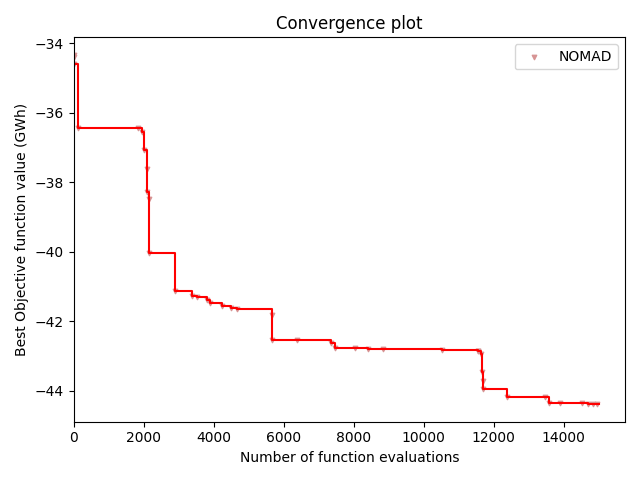 Convergence plot
NOMAD
Best Objective function value (GWh)
−34
−36
−38
−40
−42
−44
0 2000 4000 6000 8000 10000 12000 14000
Number of function evaluations